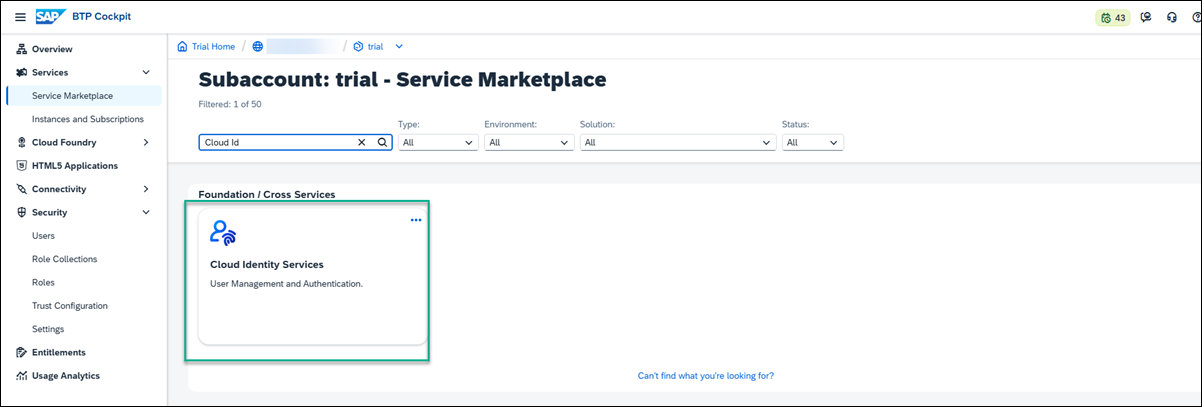 SAP BTP Cockpit 43
Overview
Services
Service Marketplace
Instances and Subscriptions
Cloud Foundry
HTML5 Applications
Connectivity
Security
Users
Role Collections
Roles
Trust Configuration
Settings
Entitlements
Usage Analytics
Trial Home / / trial
Subaccount: trial - Service Marketplace
Filtered: 1 of 50
Type: Environment: Solution: Status:
Cloud Id All All All All
Foundation / Cross Services
Cloud Identity Services
User Management and Authentication.
Can't find what you're looking for?